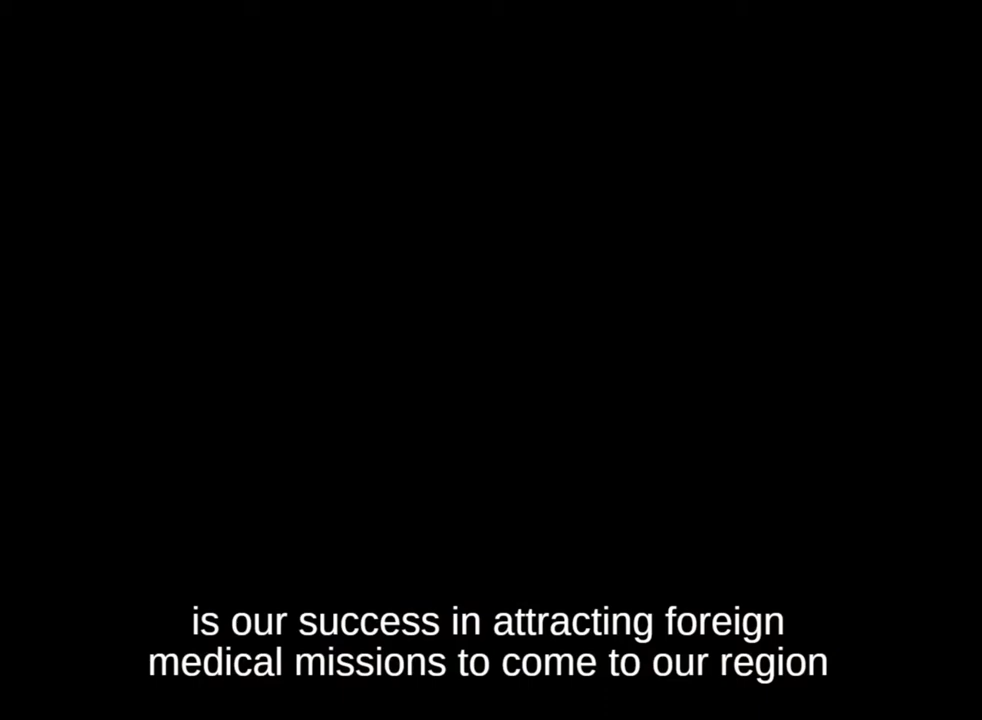 is our success in attracting foreign
medical missions to come to our region